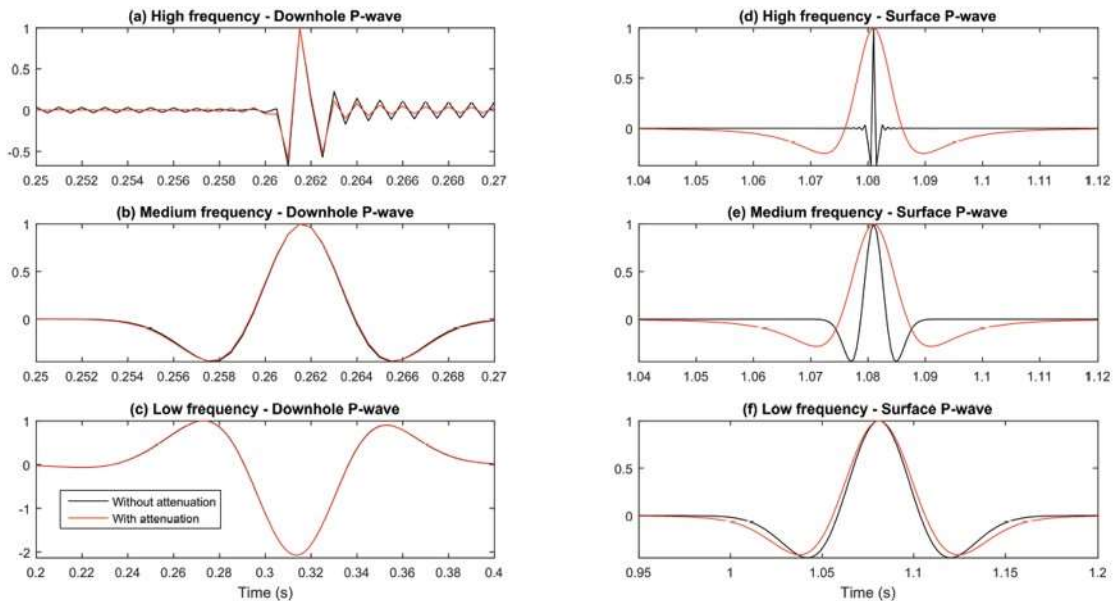 (a) High frequency - Downhole P-wave
1
0.5
0
-0.5
0.25 0.252 0.254 0.256 0.258 0.26 0.262 0.264 0.266 0.268 0.27
(b) Medium frequency - Downhole P-wave
1
0.5
0
0.25 0.252 0.254 0.256 0.258 0.26 0.262 0.264 0.266 0.268 0.27
(c) Low frequency - Downhole P-wave
1
0
-1
-2
Without attenuation
With attenuation
0.2 0.22 0.24 0.26 0.28 0.3 0.32 0.34 0.36 0.38 0.4
Time (s)
(d) High frequency - Surface P-wave
1
0.5
0
1.04 1.05 1.06 1.07 1.08 1.09 1.1 1.11 1.12
(e) Medium frequency - Surface P-wave
1
0.5
0
1.04 1.05 1.06 1.07 1.08 1.09 1.1 1.11 1.12
(f) Low frequency - Surface P-wave
1
0.5
0
0.95 1 1.05 1.1 1.15 1.2
Time (s)